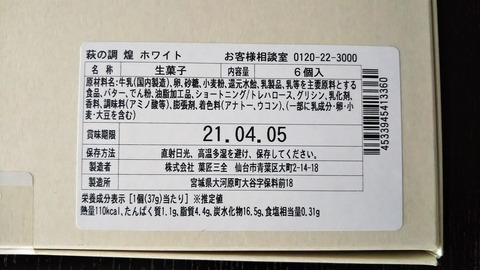 萩の調 煌 ホワイト お客様相談室 0120-22-3000
名称 生菓子 内容量 6個入
原材料名:牛乳(国内製造)、卵、砂糖、小麦粉、還元水飴、乳製品、乳等を主要原料とする
食品、バター、でん粉、油脂加工品、ショートニング/トレハロース、グリシン、乳化剤、
香料、調味料(アミノ酸等)、膨張剤、着色料(アナトー、ウコン)、(一部に乳成分・卵・小
麦・大豆を含む)
賞味期限 21.04.05
保存方法 直射日光、高温多湿を避け、保存してください。
製造者 株式会社 菓匠三全 仙台市青葉区大町2-14-18
製造所 宮城県大河原町大谷字保料前18
栄養成分表示 [1個(37g)当たり] ※推定値
熱量110kcal、たんぱく質1.1g、脂質4.4g、炭水化物16.5g、食塩相当量0.31g
4533945413360